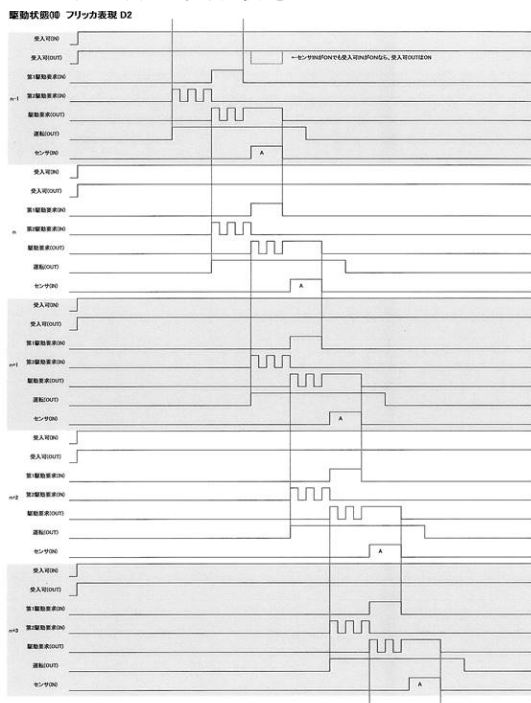 駆動状態⑽ フリッカ表現 D2
受入可(IN)
受入可(OUT)
←センサINがONでも受入可INがONなら、受入可OUTはON
第1駆動要求(IN)
n-1 第2駆動要求(IN)
駆動要求(OUT)
運転(OUT)
センサ(IN) A
受入可(IN)
受入可(OUT)
第1駆動要求(IN)
n 第2駆動要求(IN)
駆動要求(OUT)
運転(OUT)
センサ(IN) A
受入可(IN)
受入可(OUT)
第1駆動要求(IN)
n+1 第2駆動要求(IN)
駆動要求(OUT)
運転(OUT)
センサ(IN) A
受入可(IN)
受入可(OUT)
第1駆動要求(IN)
n+2 第2駆動要求(IN)
駆動要求(OUT)
運転(OUT)
センサ(IN) A
受入可(IN)
受入可(OUT)
第1駆動要求(IN)
n+3 第2駆動要求(IN)
駆動要求(OUT)
運転(OUT)
センサ(IN) A